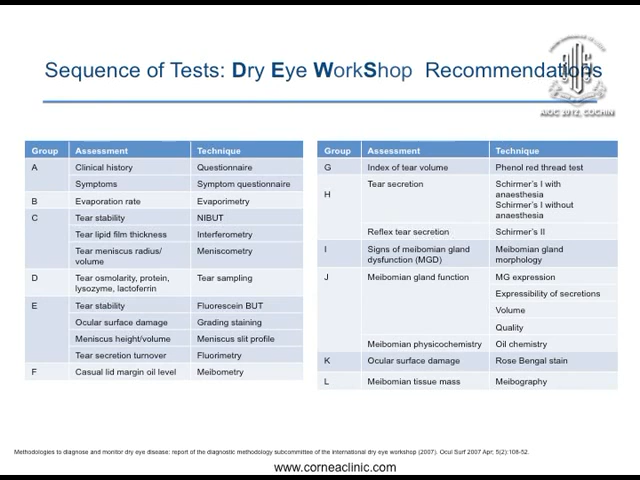 Sequence of Tests: Dry Eye WorkShop Recommendations
AIOC 2012, COCHIN
Group Assessment Technique
A Clinical history Questionnaire
Symptoms Symptom questionnaire
B Evaporation rate Evaporimetry
C Tear stability NIBUT
Tear lipid film thickness Interferometry
Tear meniscus radius/
volume Meniscometry
D Tear osmolarity, protein,
lysozyme, lactoferrin Tear sampling
E Tear stability Fluorescein BUT
Ocular surface damage Grading staining
Meniscus height/volume Meniscus slit profile
Tear secretion turnover Fluorimetry
F Casual lid margin oil level Meibometry
Group Assessment Technique
G Index of tear volume Phenol red thread test
H Tear secretion Schirmer's I with
anaesthesia
Schirmer's I without
anaesthesia
Reflex tear secretion Schirmer's II
I Signs of meibomian gland
dysfunction (MGD) Meibomian gland
morphology
J Meibomian gland function MG expression
Expressibility of secretions
Volume
Quality
Meibomian physicochemistry Oil chemistry
K Ocular surface damage Rose Bengal stain
L Meibomian tissue mass Meibography
Methodologies to diagnose and monitor dry eye disease: report of the diagnostic methodology subcommittee of the International dry eye workshop (2007). Ocul Surf 2007 Apr; 5(2):108-52.
www.corneaclinic.com